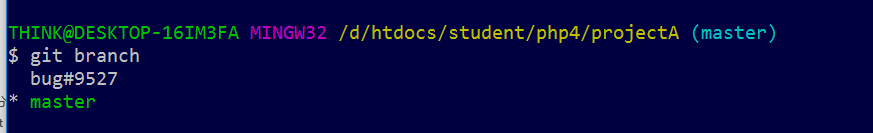 THINK@DESKTOP-16IM3FA MINGW32 /d/htdocs/student/php4/projectA (master)
$ git branch
  bug#9527
* master